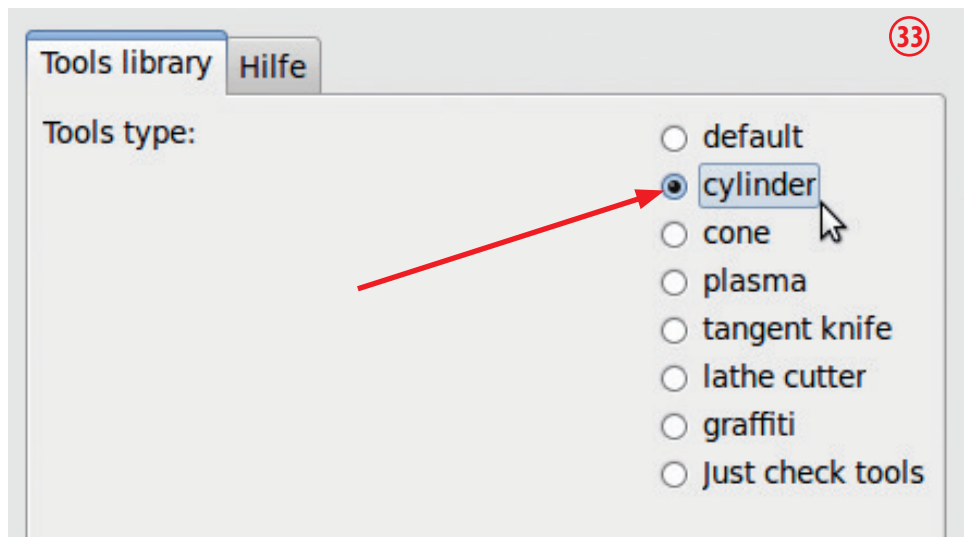 ㉝
Tools library Hilfe
Tools type:
default
cylinder
cone
plasma
tangent knife
lathe cutter
graffiti
Just check tools